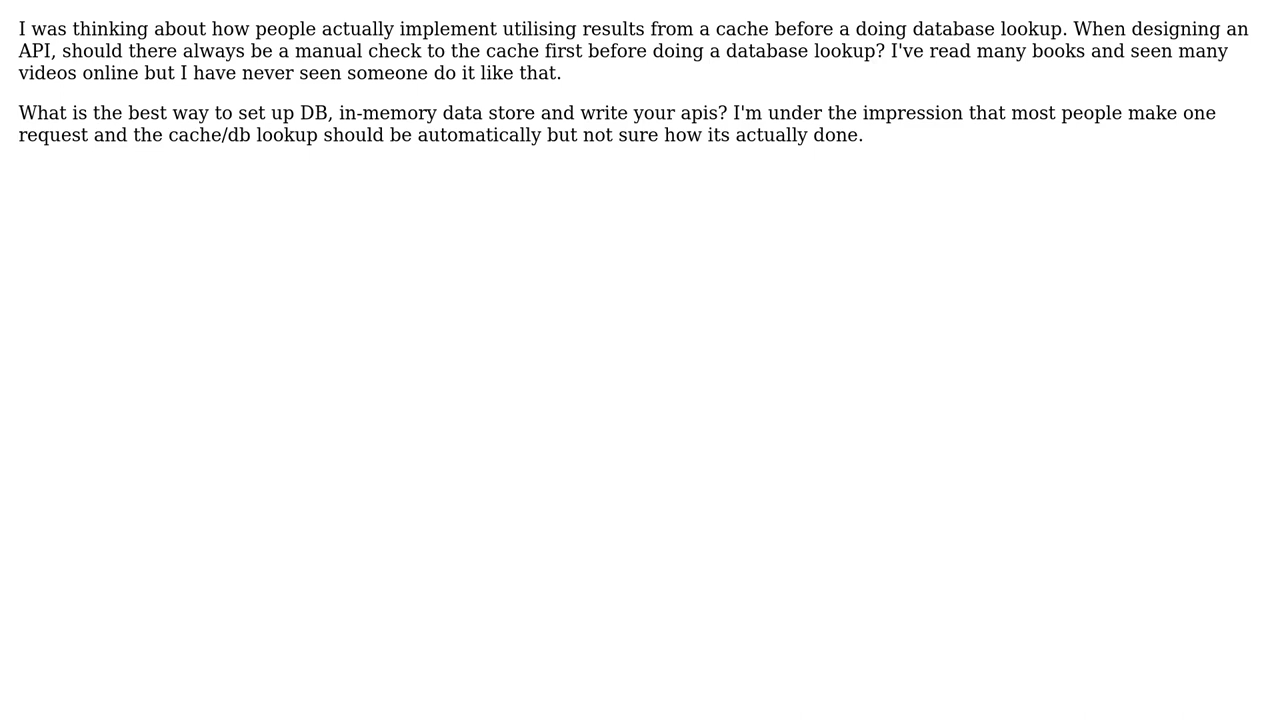 I was thinking about how people actually implement utilising results from a cache before a doing database lookup. When designing an
API, should there always be a manual check to the cache first before doing a database lookup? I've read many books and seen many
videos online but I have never seen someone do it like that.
What is the best way to set up DB, in-memory data store and write your apis? I'm under the impression that most people make one
request and the cache/db lookup should be automatically but not sure how its actually done.